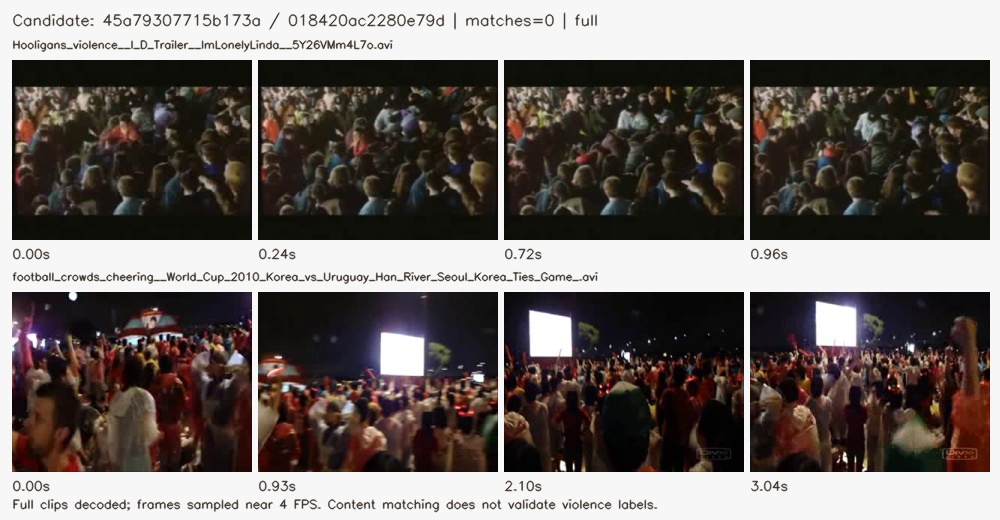 Candidate: 45a79307715b173a / 018420ac2280e79d | matches=0 | full
Hooligans_violence__I_D_Trailer__ImLonelyLinda__5Y26VMm4L7o.avi
0.00s 0.24s 0.72s 0.96s
football_crowds_cheering__World_Cup_2010_Korea_vs_Uruguay_Han_River_Seoul_Korea_Ties_Game_.avi
DivX
DivX
0.00s 0.93s 2.10s 3.04s
Full clips decoded; frames sampled near 4 FPS. Content matching does not validate violence labels.